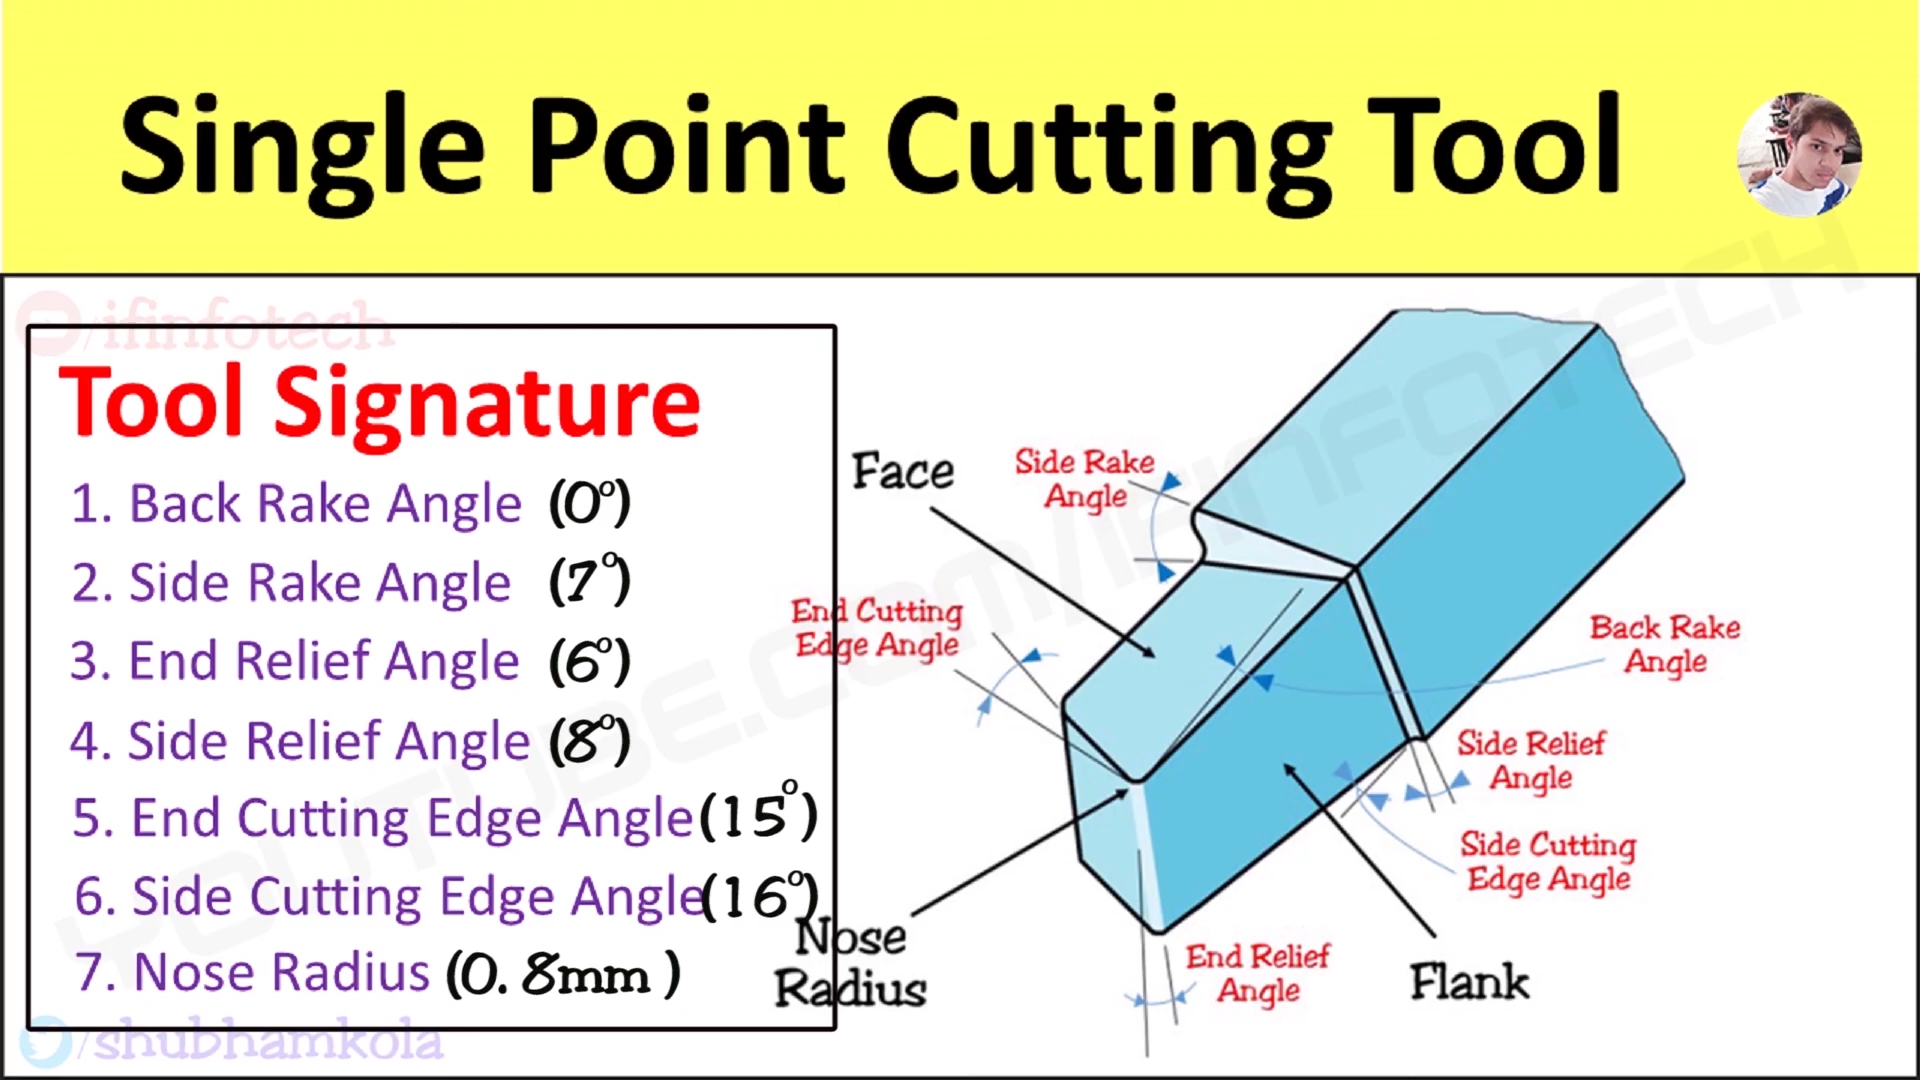 Single Point Cutting Tool
/ifinfotech
Tool Signature
1. Back Rake Angle (0°)
2. Side Rake Angle (7°)
3. End Relief Angle (6°)
4. Side Relief Angle (8°)
5. End Cutting Edge Angle (15°)
6. Side Cutting Edge Angle (16°)
7. Nose Radius (0.8mm)
/shubhamkola
Face
Side Rake
Angle
End Cutting
Edge Angle
Back Rake
Angle
Side Relief
Angle
Side Cutting
Edge Angle
Nose
Radius
End Relief
Angle
Flank
YOUTUBE.COM/IFINFOTECH